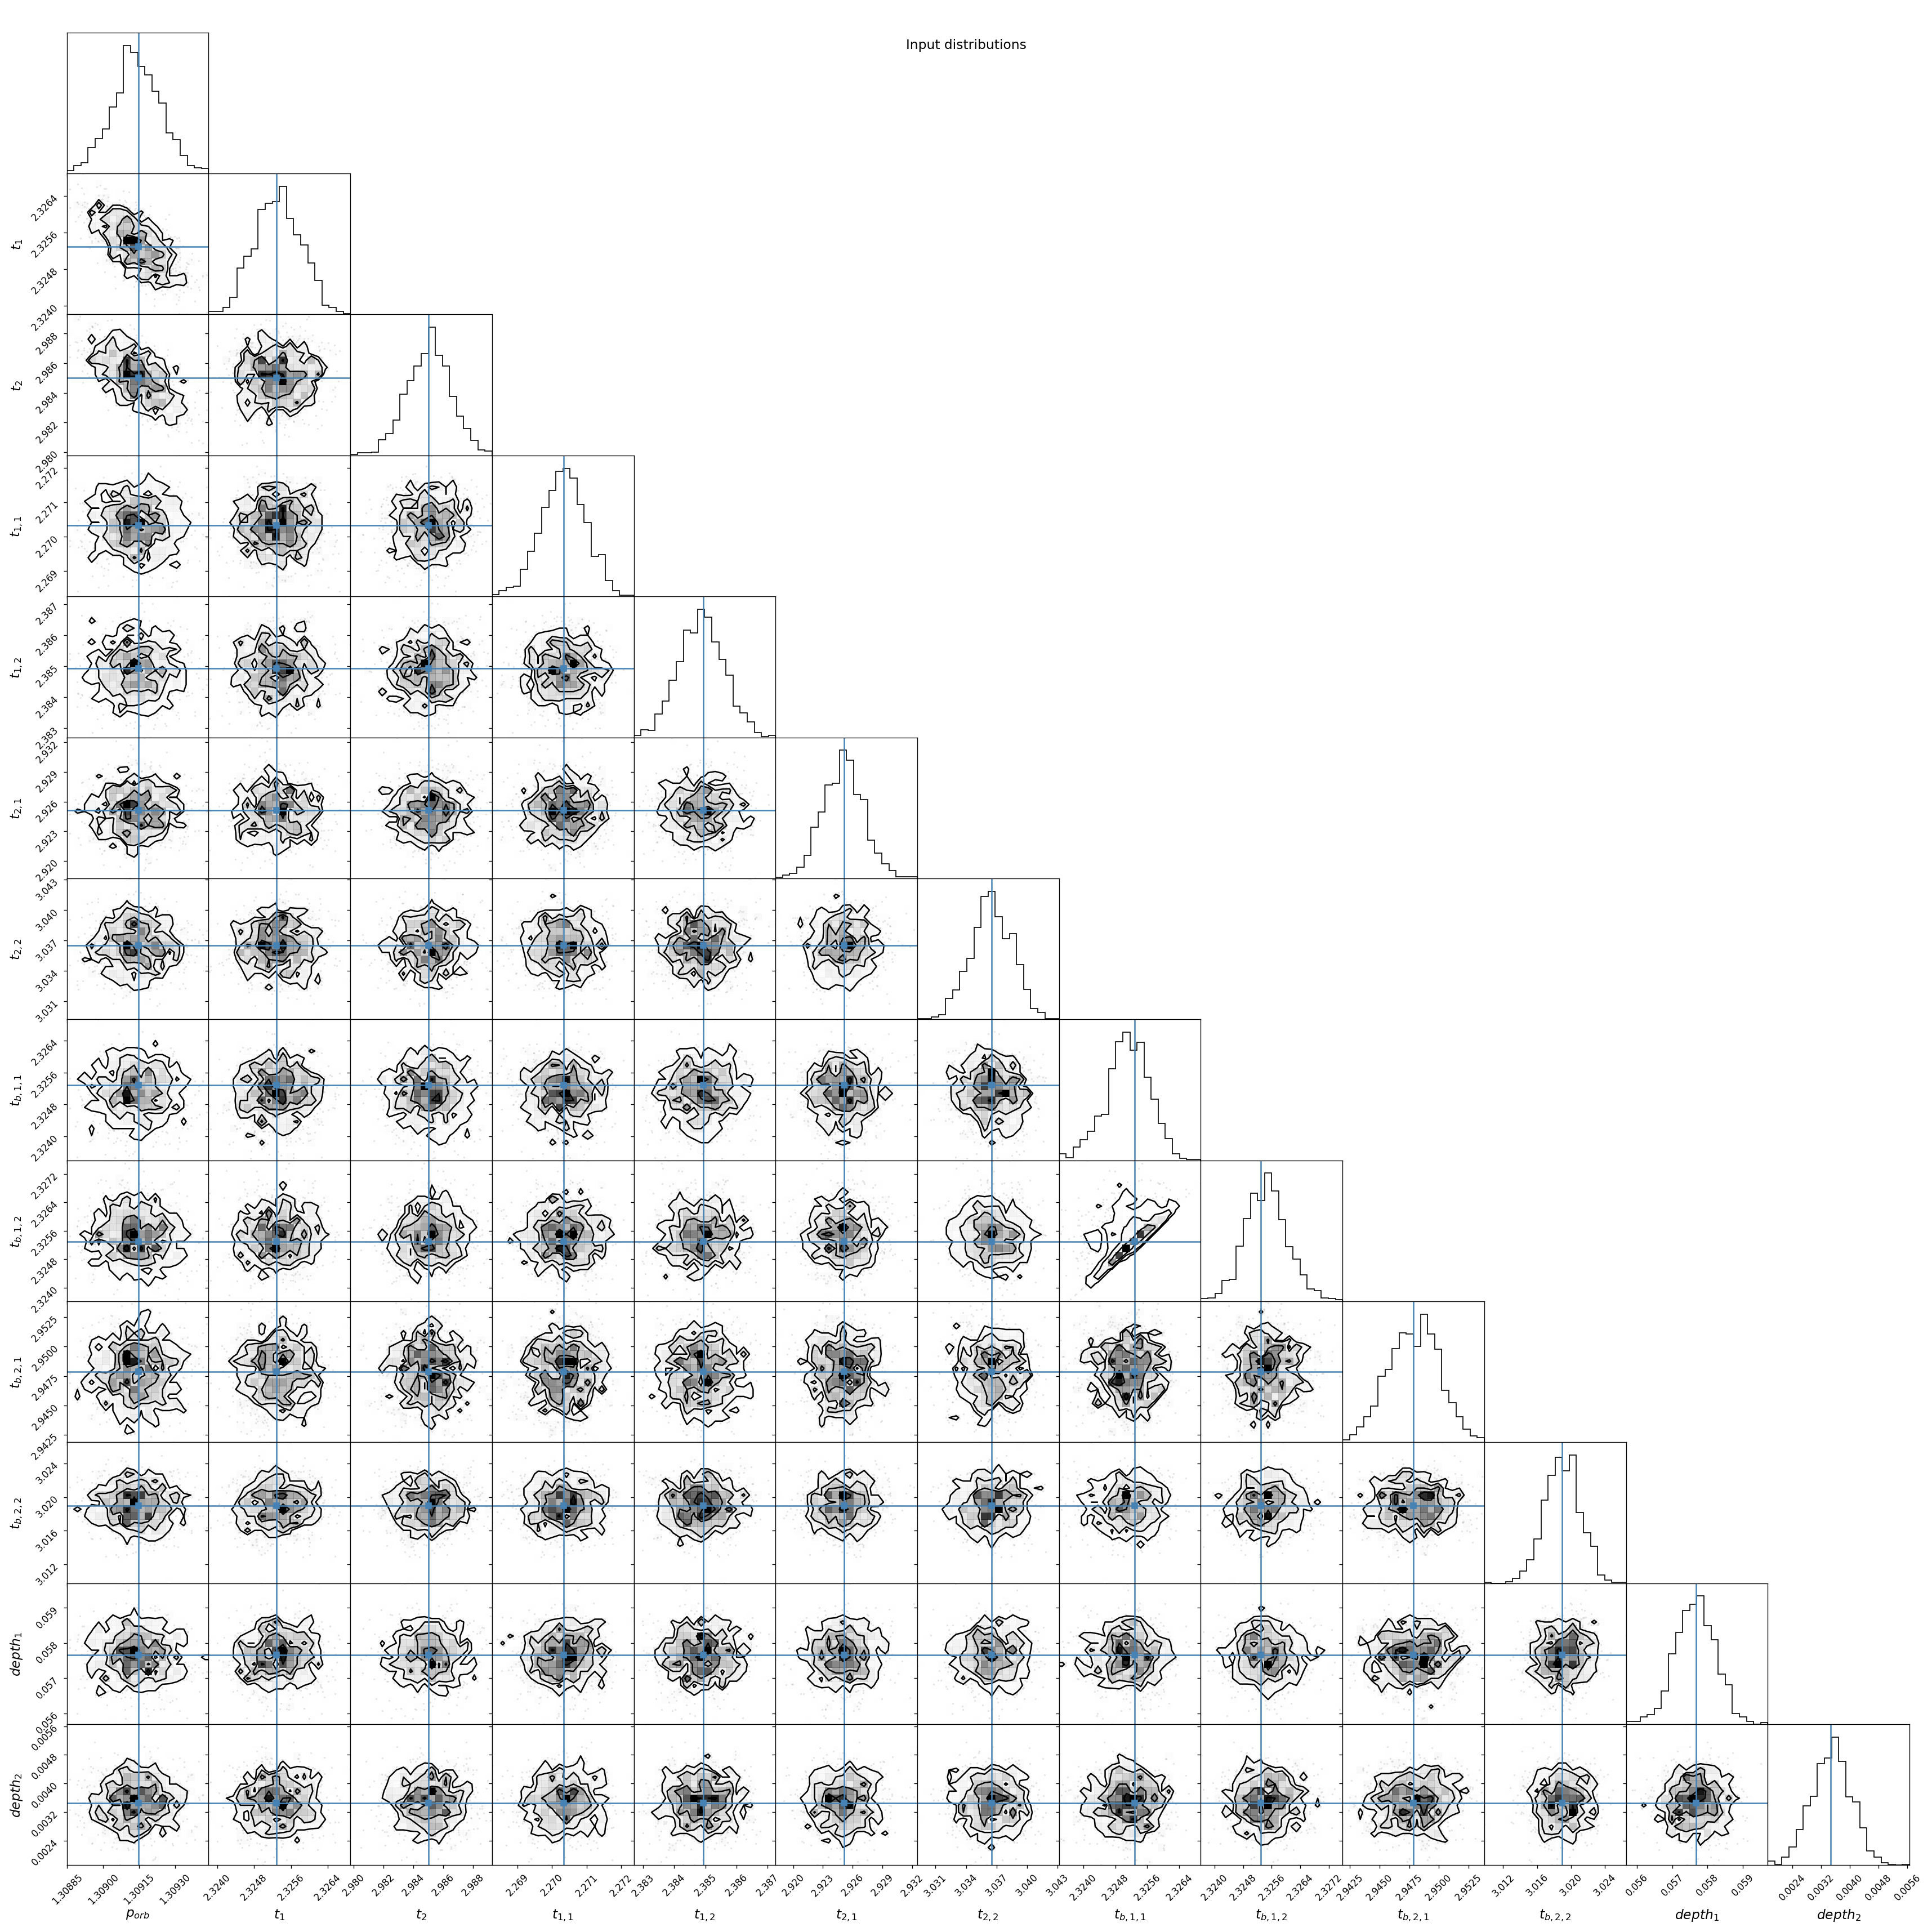 Input distributions
t_1
2.3264
2.3256
2.3248
2.3240
t_2
2.988
2.986
2.984
2.982
2.980
t_{1,1}
2.272
2.271
2.270
2.269
t_{1,2}
2.387
2.386
2.385
2.384
2.383
t_{2,1}
2.932
2.929
2.926
2.923
2.920
t_{2,2}
3.043
3.040
3.037
3.034
3.031
t_{b,1,1}
2.3264
2.3256
2.3248
2.3240
t_{b,1,2}
2.3272
2.3264
2.3256
2.3248
2.3240
t_{b,2,1}
2.9525
2.9500
2.9475
2.9450
2.9425
t_{b,2,2}
3.024
3.020
3.016
3.012
depth_1
0.059
0.058
0.057
0.056
depth_2
0.0056
0.0048
0.0040
0.0032
0.0024
1.30885 1.30900 1.30915 1.30930
2.3240 2.3248 2.3256 2.3264
2.980 2.982 2.984 2.986 2.988
2.269 2.270 2.271 2.272
2.383 2.384 2.385 2.386 2.387
2.920 2.923 2.926 2.929 2.932
3.031 3.034 3.037 3.040 3.043
2.3240 2.3248 2.3256 2.3264
2.3240 2.3248 2.3256 2.3264 2.3272
2.9425 2.9450 2.9475 2.9500 2.9525
3.012 3.016 3.020 3.024
0.056 0.057 0.058 0.059
0.0024 0.0032 0.0040 0.0048 0.0056
p_{orb} t_1 t_2 t_{1,1} t_{1,2} t_{2,1} t_{2,2} t_{b,1,1} t_{b,1,2} t_{b,2,1} t_{b,2,2} depth_1 depth_2